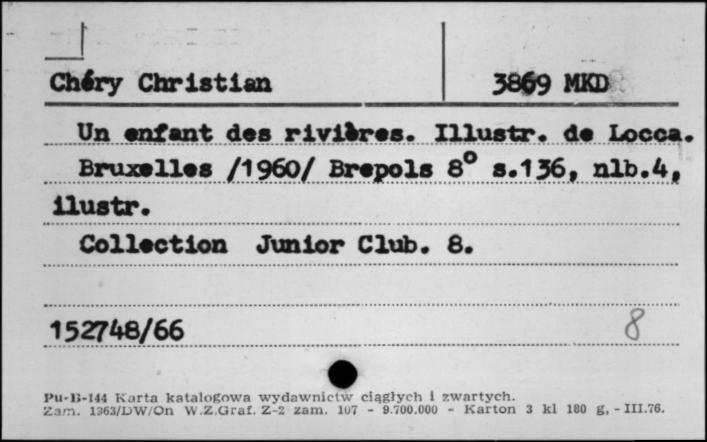 Chéry Christian 3869 MKD
Un enfant des rivières. Illustr. de Locca.
Bruxelles /1960/ Brepols 8° s.136, nlb.4,
ilustr.
Collection Junior Club. 8.
152748/66 8
Pu-B-144 Karta katalogowa wydawnictw ciągłych i zwartych.
Zam. 1363/DW/On W.Z.Graf. Z-2 zam. 107 - 9.700.000 - Karton 3 kl 180 g, - III.76.